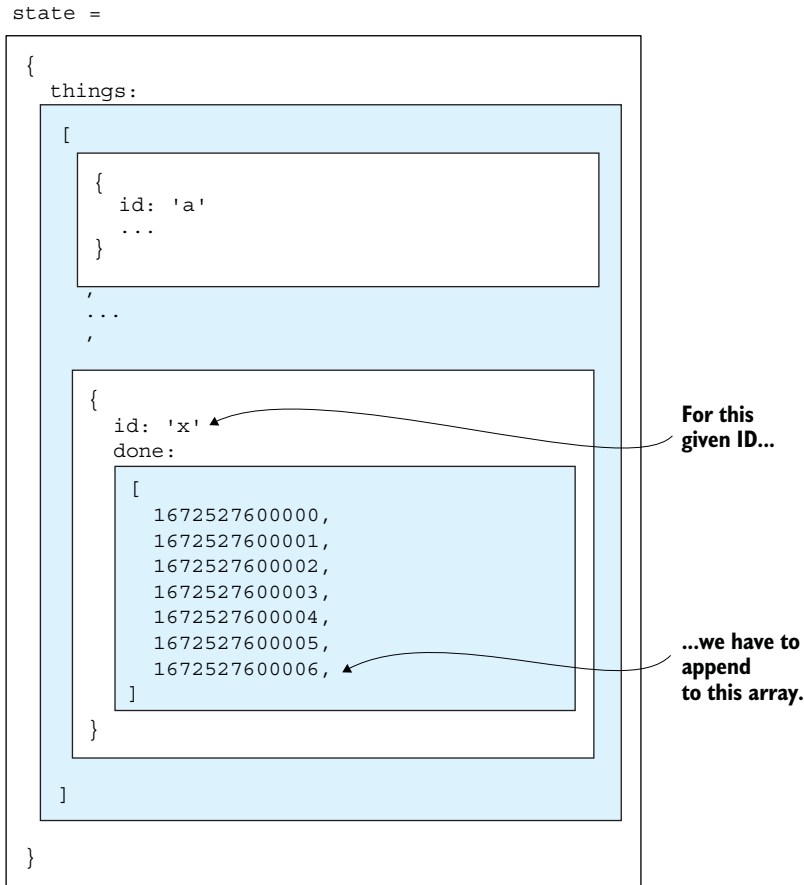 state =
{
things:
[
{
id: 'a'
...
}
,
...
,
{
id: 'x'
done:
[
1672527600000,
1672527600001,
1672527600002,
1672527600003,
1672527600004,
1672527600005,
1672527600006,
]
}
]
}
For this
given ID...
...we have to
append
to this array.